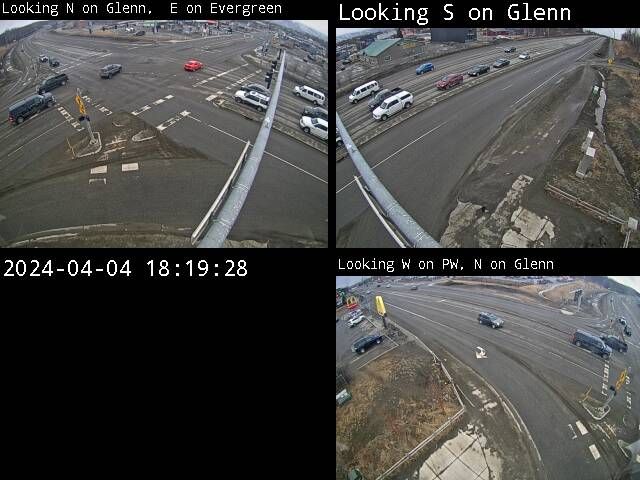 Looking N on Glenn,  E on Evergreen
Looking S on Glenn
2024-04-04 18:19:28
Looking W on PW, N on Glenn